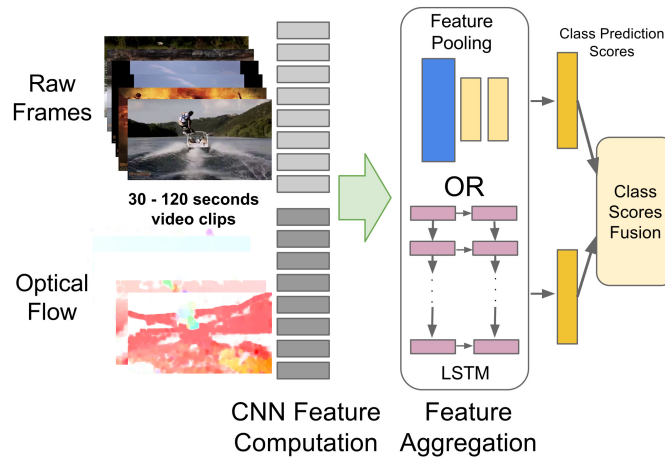 Raw
Frames
30 - 120 seconds
video clips
Optical
Flow
CNN Feature
Computation
Feature
Pooling
OR
LSTM
Feature
Aggregation
Class Prediction
Scores
Class
Scores
Fusion